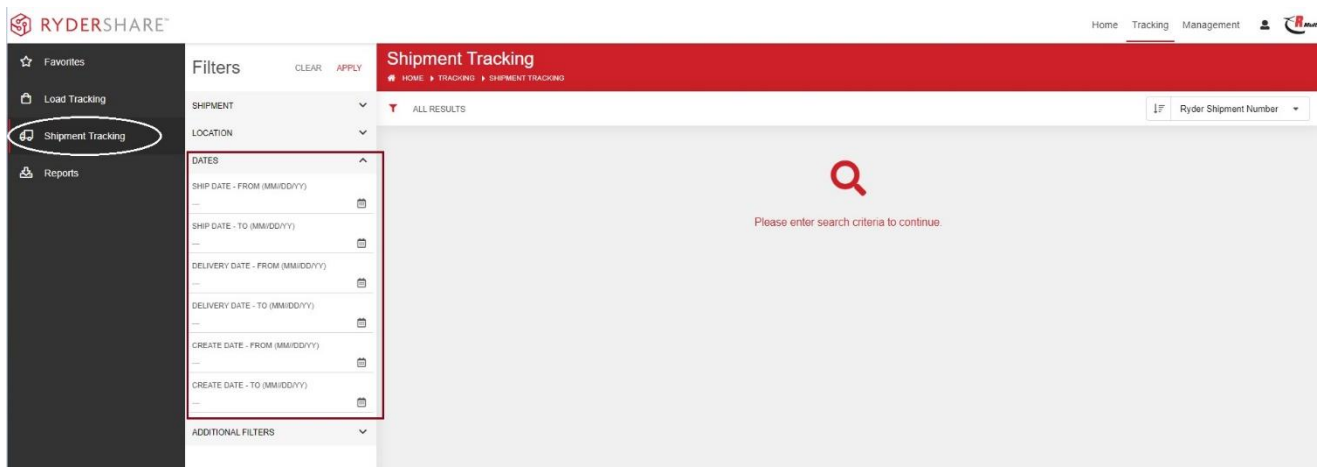 RYDERSHARE™
Home Tracking Management
Favorites
Load Tracking
Shipment Tracking
Reports
Filters CLEAR APPLY
SHIPMENT
LOCATION
DATES
SHIP DATE - FROM (MM/DD/YY)
—
SHIP DATE - TO (MM/DD/YY)
—
DELIVERY DATE - FROM (MM/DD/YY)
—
DELIVERY DATE - TO (MM/DD/YY)
—
CREATE DATE - FROM (MM/DD/YY)
—
CREATE DATE - TO (MM/DD/YY)
—
ADDITIONAL FILTERS
Shipment Tracking
HOME TRACKING SHIPMENT TRACKING
ALL RESULTS
Ryder Shipment Number
Please enter search criteria to continue.